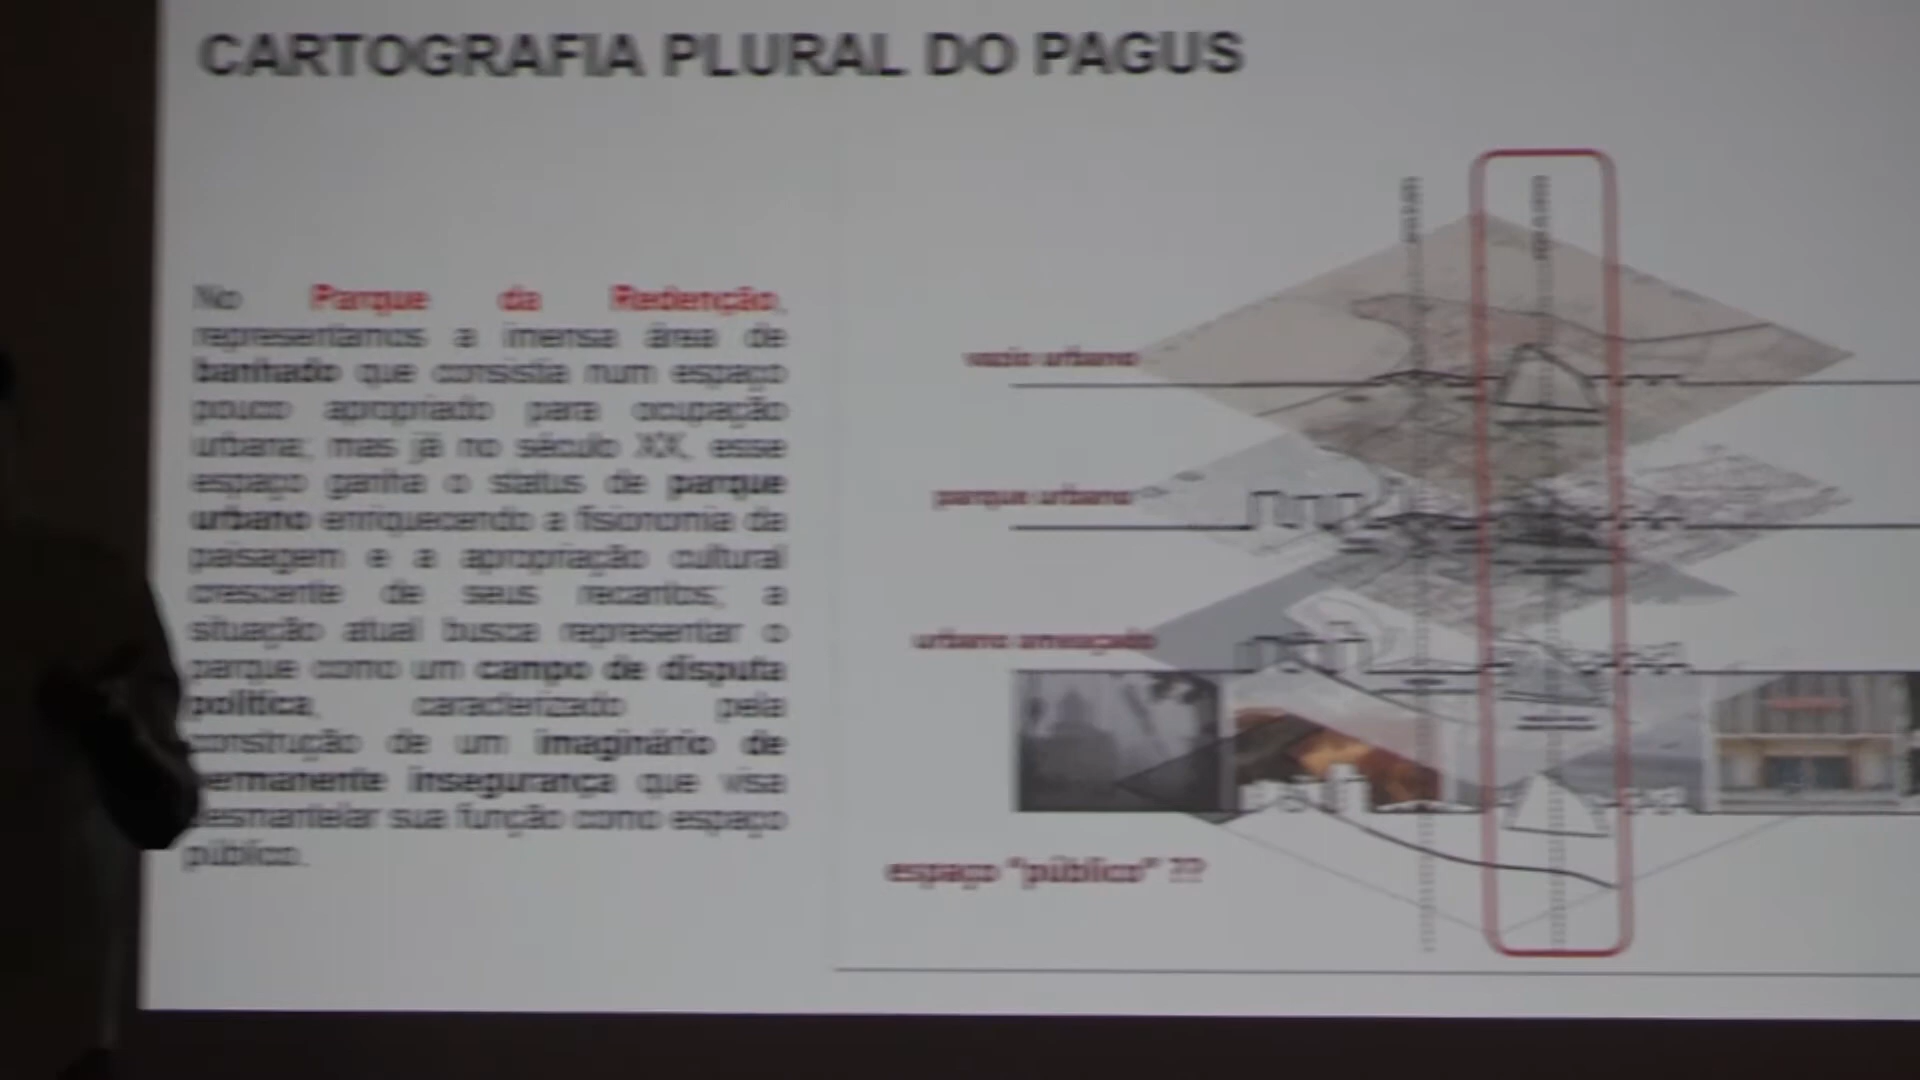 CARTOGRAFIA PLURAL DO PAGUS
No Parque da Redenção,
representamos a imensa área de
banhado que consistia num espaço
pouco apropriado para ocupação
urbana; mas já no século XX, esse
espaço ganha o status de parque
urbano enriquecendo a fisionomia da
paisagem e a apropriação cultural
crescente de seus recantos; a
situação atual busca representar o
parque como um campo de disputa
política, caracterizado pela
construção de um imaginário de
permanente insegurança que visa
desmantelar sua função como espaço
público.
vazio urbano
parque urbano
urbano ameaçado
espaço "público" ??